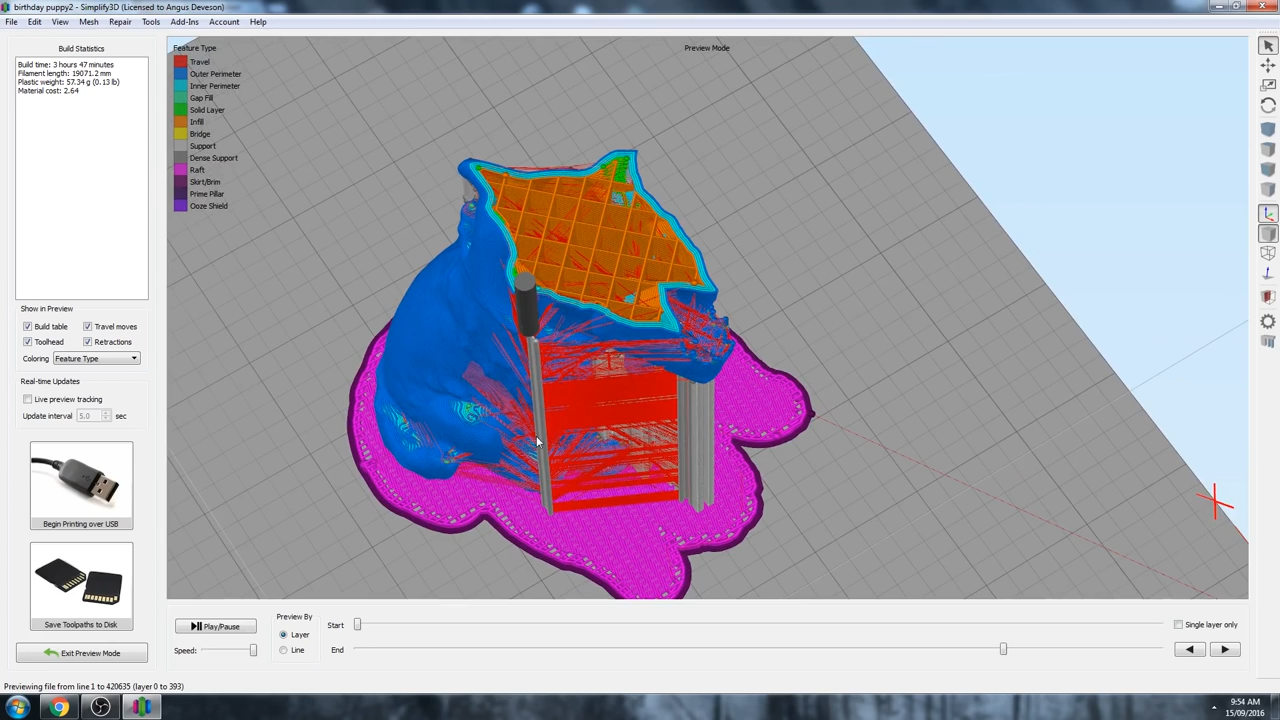 birthday puppy2 - Simplify3D (Licensed to Angus Deveson)
File Edit View Mesh Repair Tools Add-Ins Account Help
Build Statistics
Build time: 3 hours 47 minutes
Filament length: 19071.2 mm
Plastic weight: 57.34 g (0.13 lb)
Material cost: 2.64
Show in Preview
Build table Travel moves
Toolhead Retractions
Coloring Feature Type
Real-time Updates
Live preview tracking
Update interval 5.0 sec
Begin Printing over USB
Save Toolpaths to Disk
Exit Preview Mode
Feature Type
Travel
Outer Perimeter
Inner Perimeter
Gap Fill
Solid Layer
Infill
Bridge
Support
Dense Support
Raft
Skirt/Brim
Prime Pillar
Ooze Shield
Preview Mode
Play/Pause
Speed:
Preview By
Layer
Line
Start
End
Single layer only
Previewing file from line 1 to 420635 (layer 0 to 393)
9:54 AM
15/09/2016